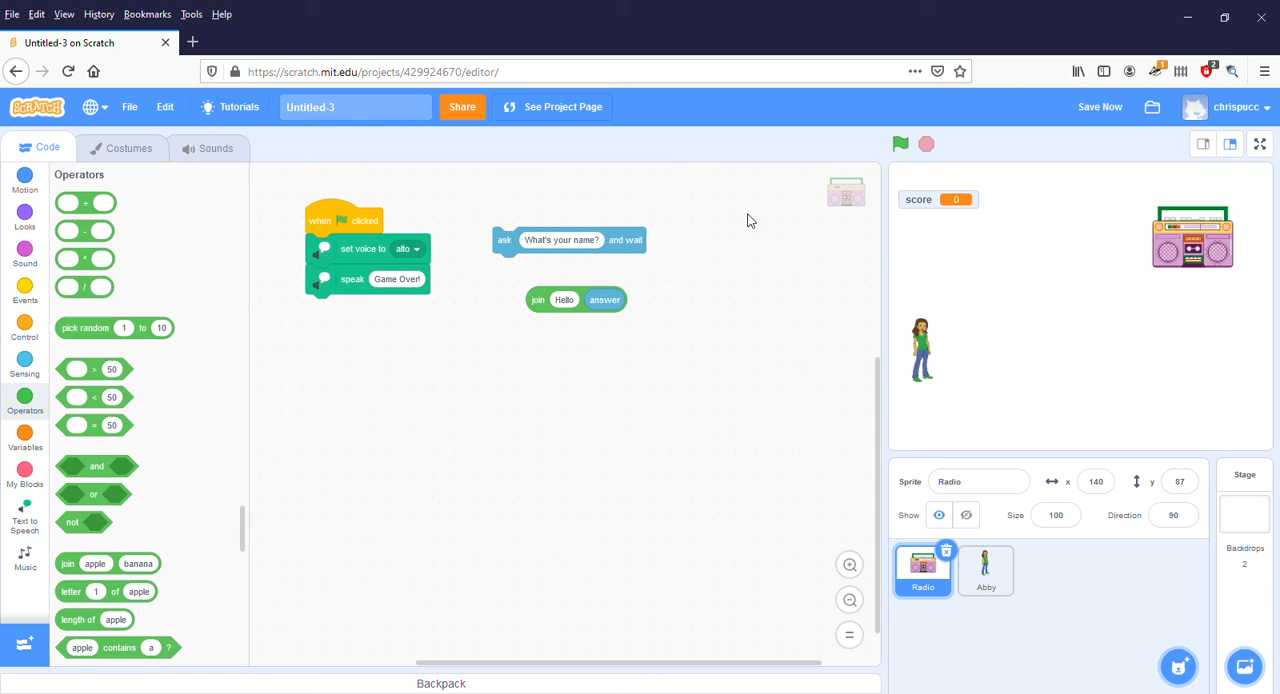 File Edit View History Bookmarks Tools Help
Untitled-3 on Scratch
https://scratch.mit.edu/projects/429924670/editor/
1
2
SCRATCH File Edit Tutorials Untitled-3 Share See Project Page Save Now chrispucc
Code Costumes Sounds
Motion
Looks
Sound
Events
Control
Sensing
Operators
Variables
My Blocks
Text to
Speech
Music
Operators
+
-
*
/
pick random 1 to 10
> 50
< 50
= 50
and
or
not
join apple banana
letter 1 of apple
length of apple
apple contains a ?
when clicked
set voice to alto
speak Game Over!
ask What's your name? and wait
join Hello answer
score 0
Sprite Radio x 140 y 87
Show Size 100 Direction 90
Radio
Abby
Stage
Backdrops
2
Backpack